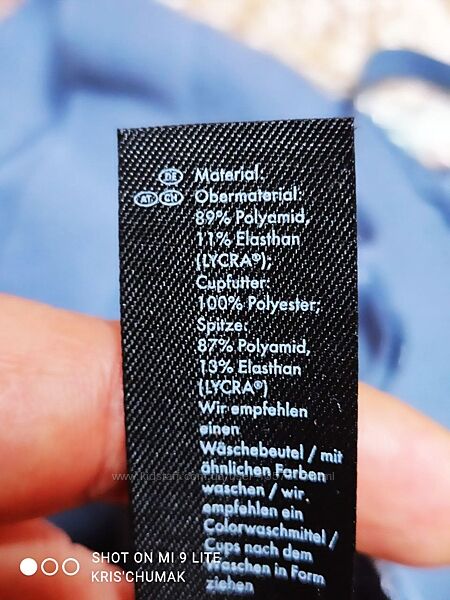 DE Material:
AT CH Obermaterial:
89% Polyamid,
11% Elasthan
(LYCRA®);
Cupfutter:
100% Polyester;
Spitze:
87% Polyamid,
13% Elasthan
(LYCRA®)
Wir empfehlen
einen
Wäschebeutel / mit
ähnlichen Farben
waschen / wir
empfehlen ein
Colorwaschmittel /
Cups nach dem
Waschen in Form
ziehen
SHOT ON MI 9 LITE
KRIS'CHUMAK